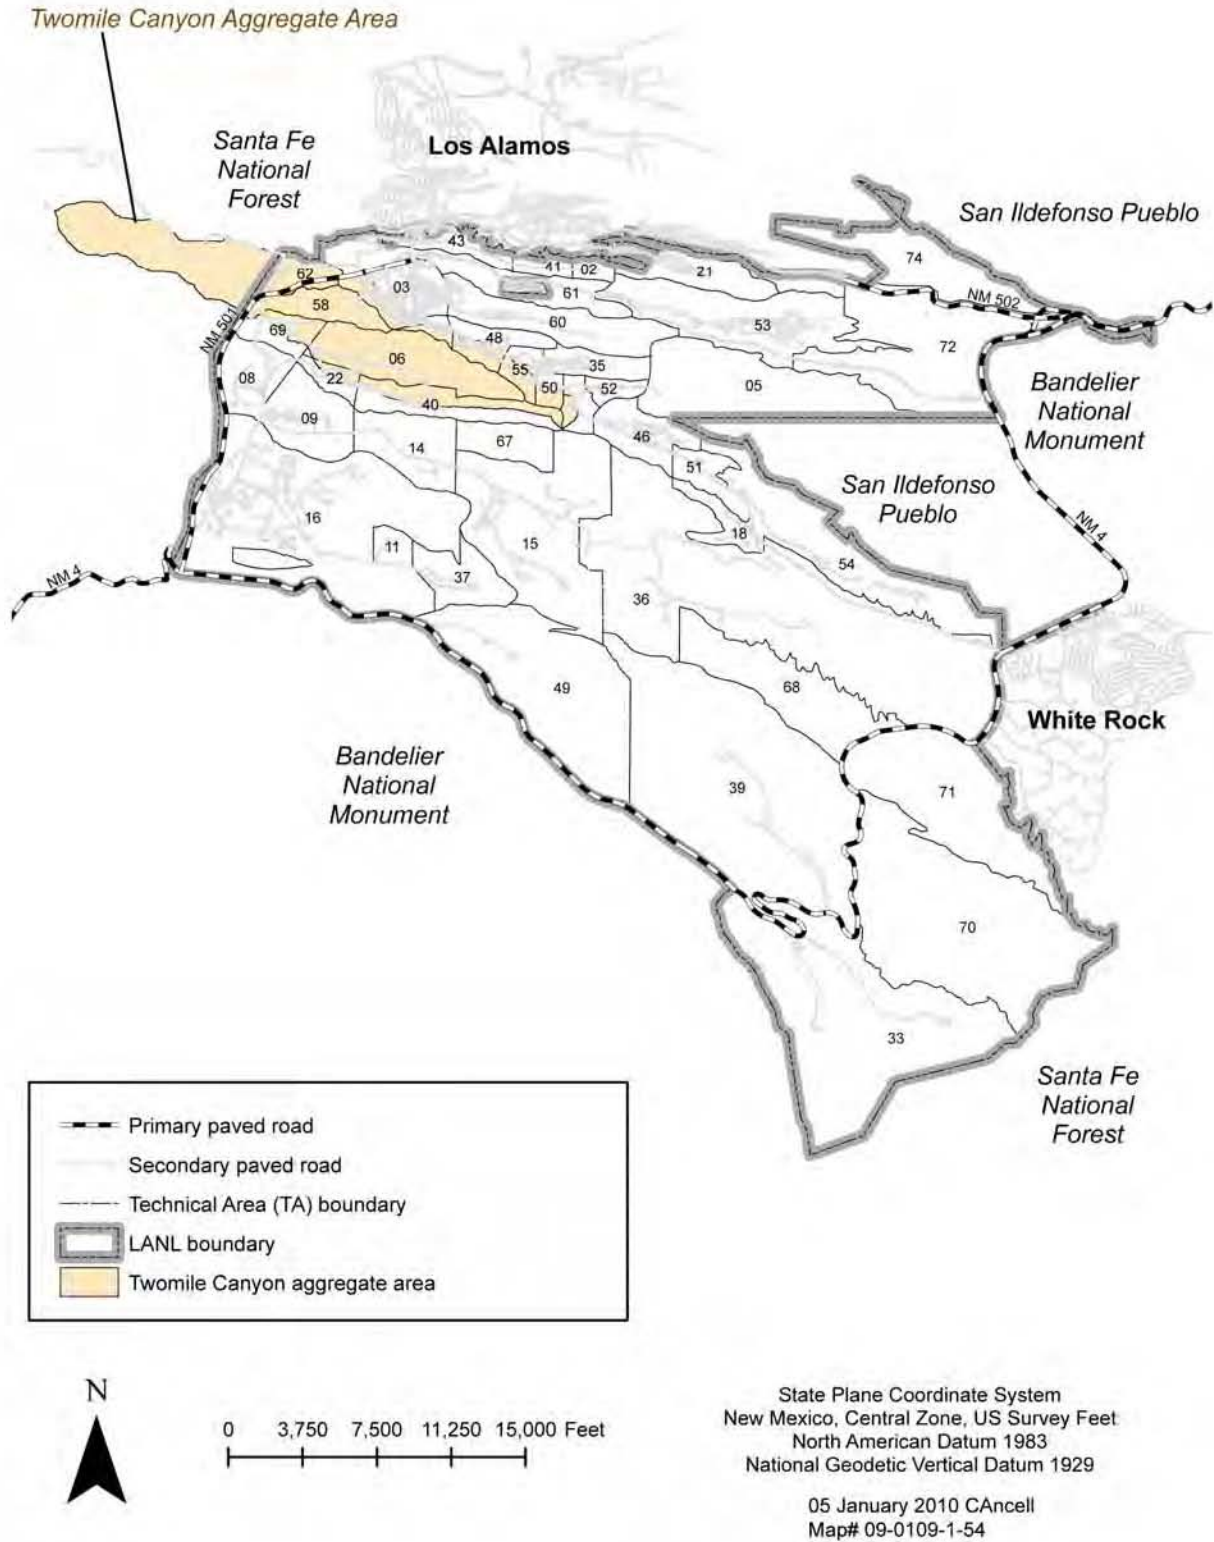 Twomile Canyon Aggregate Area
Santa Fe
National
Forest
Los Alamos
San Ildefonso Pueblo
43
74
62
41
02
21
03
61
NM 502
58
NM 501
69
60
53
48
72
06
55
35
08
22
50
52
05
Bandelier
National
Monument
40
09
46
67
14
51
San Ildefonso
Pueblo
16
18
NM 4
11
15
54
NM 4
37
36
49
68
White Rock
Bandelier
National
Monument
39
71
70
33
Santa Fe
National
Forest
Primary paved road
Secondary paved road
Technical Area (TA) boundary
LANL boundary
Twomile Canyon aggregate area
N
0 3,750 7,500 11,250 15,000 Feet
State Plane Coordinate System
New Mexico, Central Zone, US Survey Feet
North American Datum 1983
National Geodetic Vertical Datum 1929
05 January 2010 CAncell
Map# 09-0109-1-54